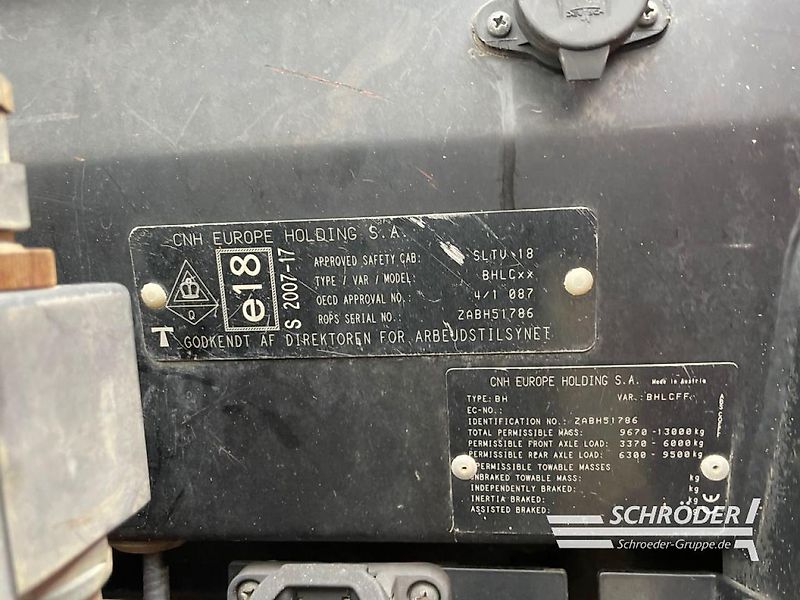 CNH EUROPE HOLDING S.A.
APPROVED SAFETY CAB: SLTV 18
TYPE / VAR / MODEL: BHLCxx
OECD APPROVAL NO.: 4/1 087
ROPS SERIAL NO.: ZABH51786
e18
S 2007-17
Q
T GODKENDT AF DIREKTOREN FOR ARBEJDSTILSYNET
CNH EUROPE HOLDING S.A. Made in Austria
TYPE: BH VAR.: BHLCFF
EC-NO.:
IDENTIFICATION NO.: ZABH51786
TOTAL PERMISSIBLE MASS: 9670 - 13000 kg
PERMISSIBLE FRONT AXLE LOAD: 3370 - 6000 kg
PERMISSIBLE REAR AXLE LOAD: 6300 - 9500 kg
PERMISSIBLE TOWABLE MASSES
UNBRAKED TOWABLE MASS: kg
INDEPENDENTLY BRAKED: kg
INERTIA BRAKED: kg
ASSISTED BRAKED: kg
CE
SCHRÖDER
Schroeder-Gruppe.de